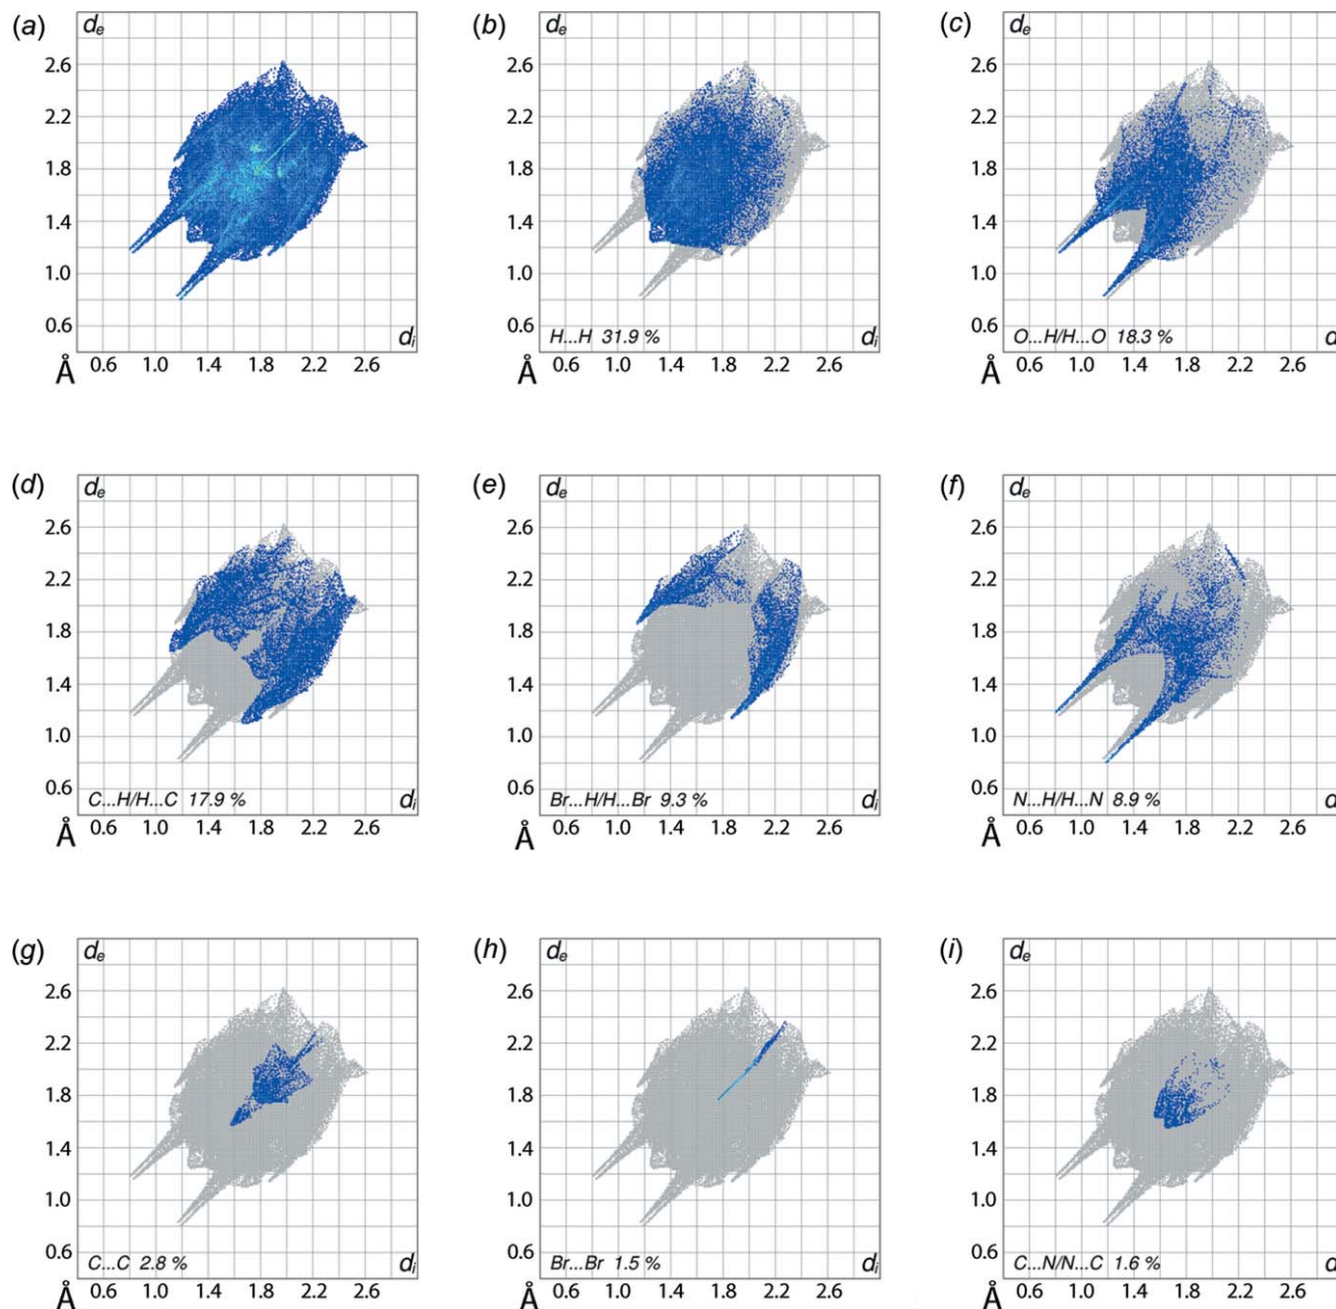 (a) dₑ
2.6
2.2
1.8
1.4
1.0
0.6
dᵢ
Å 0.6 1.0 1.4 1.8 2.2 2.6
(b) dₑ
2.6
2.2
1.8
1.4
1.0
0.6
H...H 31.9 % dᵢ
Å 0.6 1.0 1.4 1.8 2.2 2.6
(c) dₑ
2.6
2.2
1.8
1.4
1.0
0.6
O...H/H...O 18.3 % d
Å 0.6 1.0 1.4 1.8 2.2 2.6
(d) dₑ
2.6
2.2
1.8
1.4
1.0
0.6
C...H/H...C 17.9 % dᵢ
Å 0.6 1.0 1.4 1.8 2.2 2.6
(e) dₑ
2.6
2.2
1.8
1.4
1.0
0.6
Br...H/H...Br 9.3 % dᵢ
Å 0.6 1.0 1.4 1.8 2.2 2.6
(f) dₑ
2.6
2.2
1.8
1.4
1.0
0.6
N...H/H...N 8.9 % d
Å 0.6 1.0 1.4 1.8 2.2 2.6
(g) dₑ
2.6
2.2
1.8
1.4
1.0
0.6
C...C 2.8 % dᵢ
Å 0.6 1.0 1.4 1.8 2.2 2.6
(h) dₑ
2.6
2.2
1.8
1.4
1.0
0.6
Br...Br 1.5 % dᵢ
Å 0.6 1.0 1.4 1.8 2.2 2.6
(i) dₑ
2.6
2.2
1.8
1.4
1.0
0.6
C...N/N...C 1.6 % d
Å 0.6 1.0 1.4 1.8 2.2 2.6